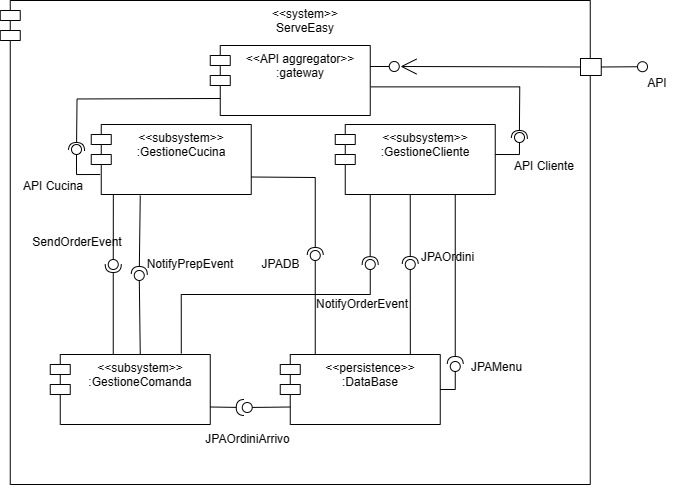 <<system>>
ServeEasy
<<API aggregator>>
:gateway
API
<<subsystem>>
:GestioneCucina
<<subsystem>>
:GestioneCliente
API Cucina
API Cliente
SendOrderEvent
NotifyPrepEvent
JPADB
JPAOrdini
NotifyOrderEvent
<<subsystem>>
:GestioneComanda
<<persistence>>
:DataBase
JPAMenu
JPAOrdiniArrivo